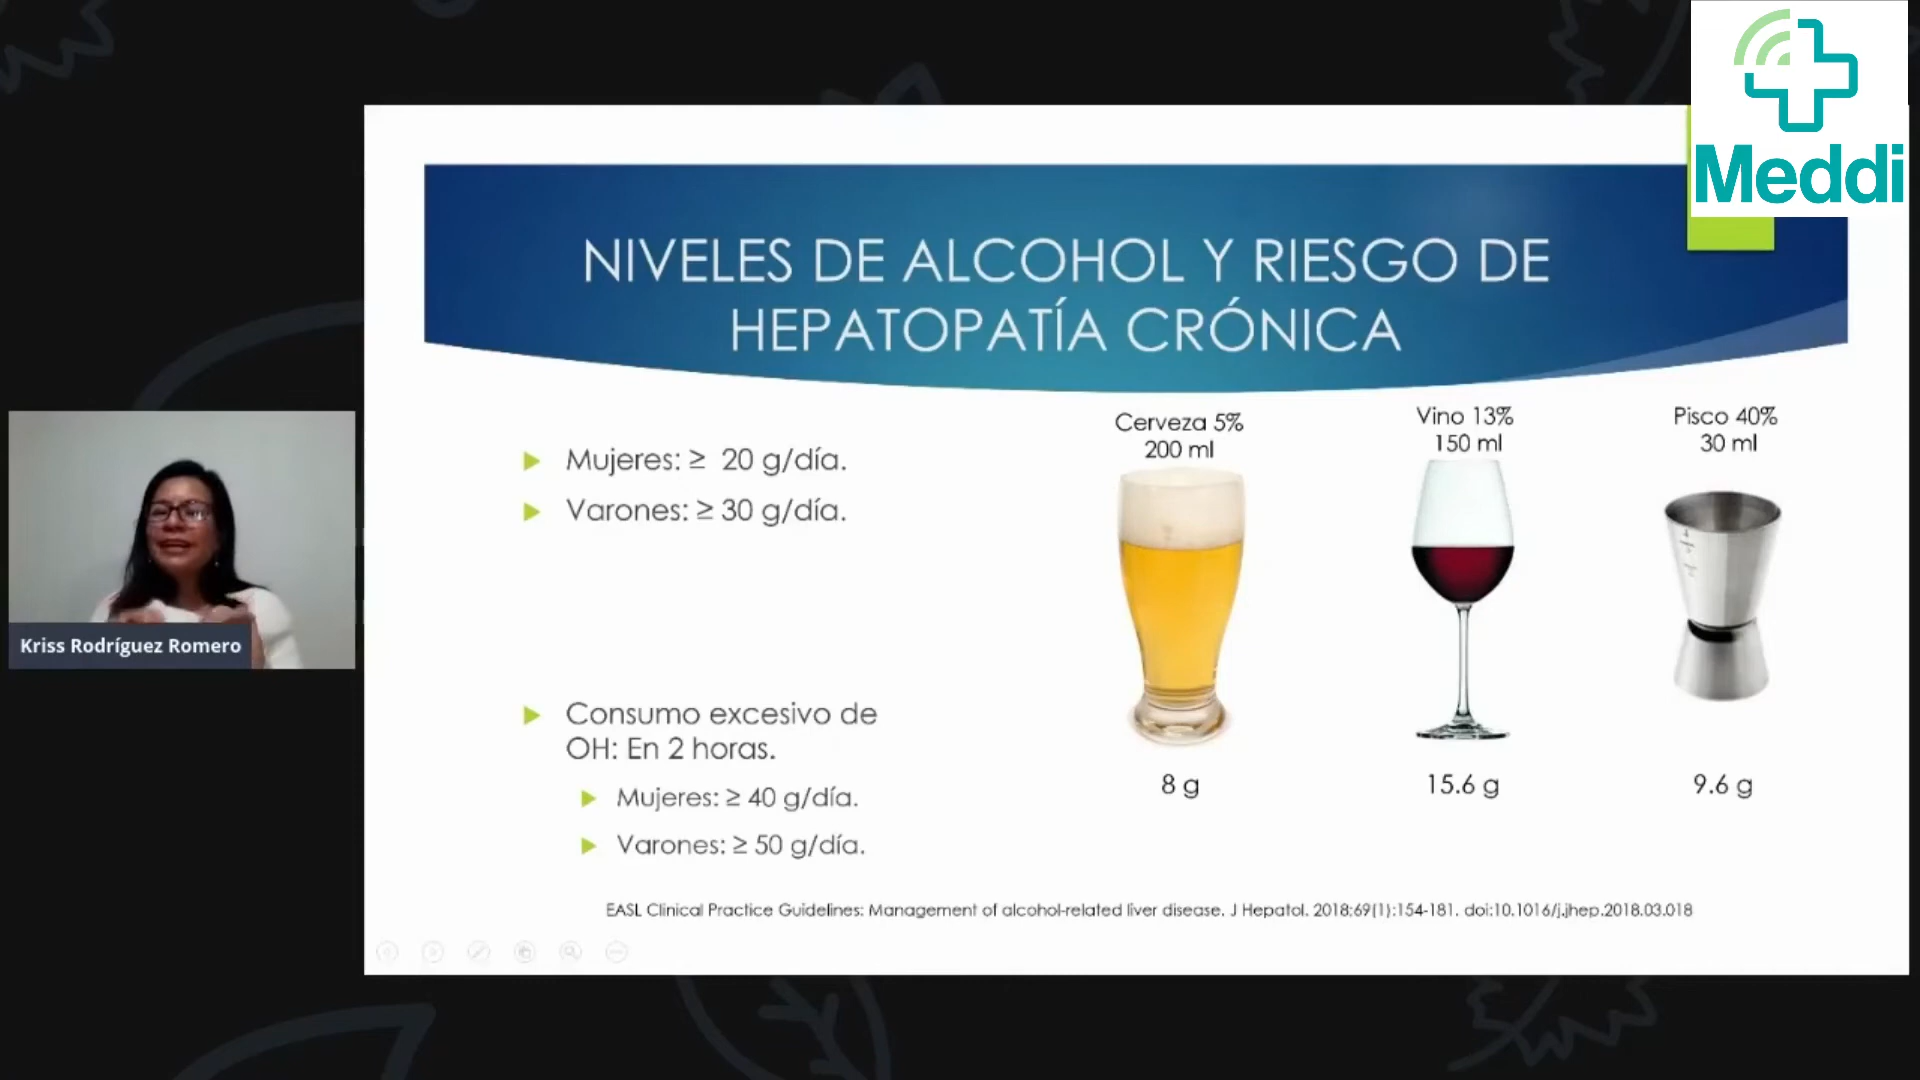 Meddi
NIVELES DE ALCOHOL Y RIESGO DE
HEPATOPATÍA CRÓNICA
Mujeres: ≥ 20 g/día.
Varones: ≥ 30 g/día.
Consumo excesivo de
OH: En 2 horas.
Mujeres: ≥ 40 g/día.
Varones: ≥ 50 g/día.
Cerveza 5%
200 ml
8 g
Vino 13%
150 ml
15.6 g
Pisco 40%
30 ml
9.6 g
EASL Clinical Practice Guidelines: Management of alcohol-related liver disease. J Hepatol. 2018;69(1):154-181. doi:10.1016/j.jhep.2018.03.018
Kriss Rodríguez Romero